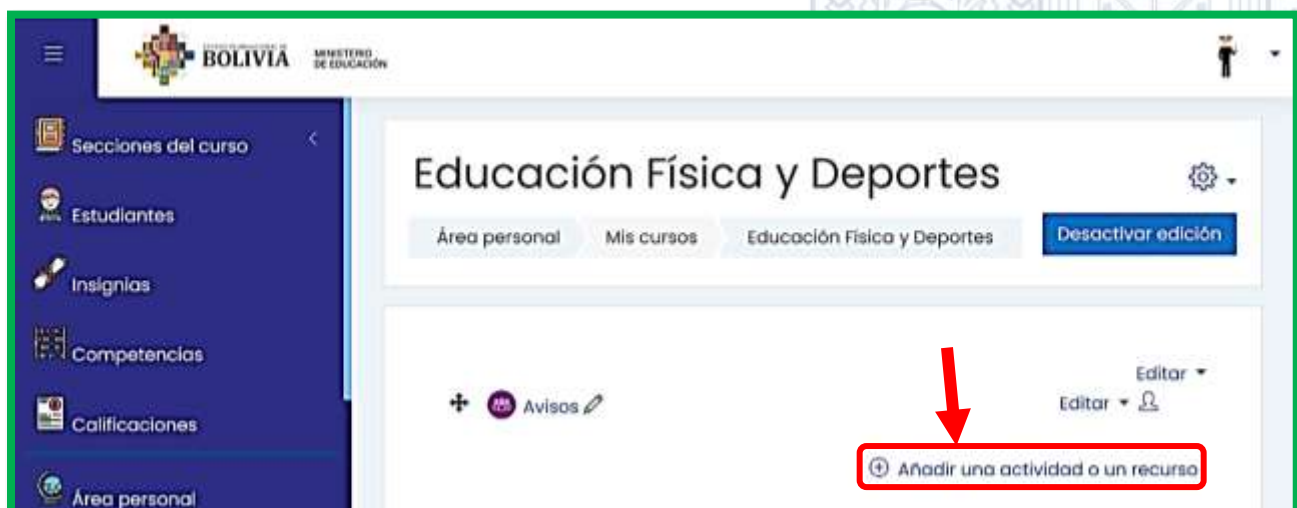 BOLIVIA
MINISTERIO
DE EDUCACIÓN
Secciones del curso
Estudiantes
Insignias
Competencias
Calificaciones
Área personal
Educación Física y Deportes
Área personal Mis cursos Educación Física y Deportes Desactivar edición
Editar
Avisos Editar
Añadir una actividad o un recurso